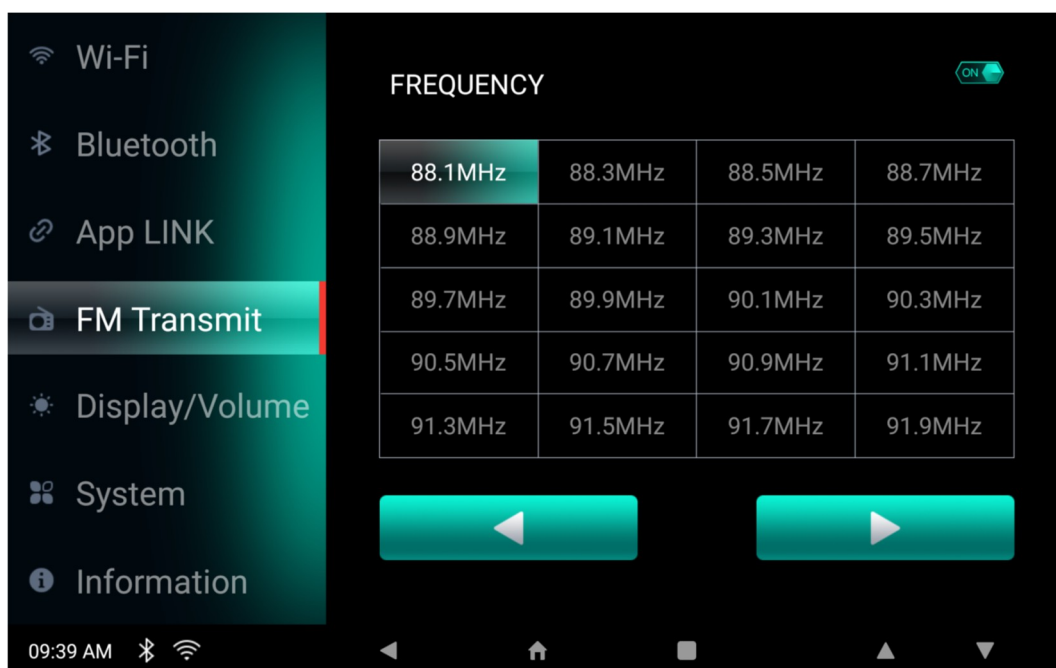 Wi-Fi
Bluetooth
App LINK
FM Transmit
Display/Volume
System
Information
FREQUENCY
ON
88.1MHz 88.3MHz 88.5MHz 88.7MHz
88.9MHz 89.1MHz 89.3MHz 89.5MHz
89.7MHz 89.9MHz 90.1MHz 90.3MHz
90.5MHz 90.7MHz 90.9MHz 91.1MHz
91.3MHz 91.5MHz 91.7MHz 91.9MHz
09:39 AM